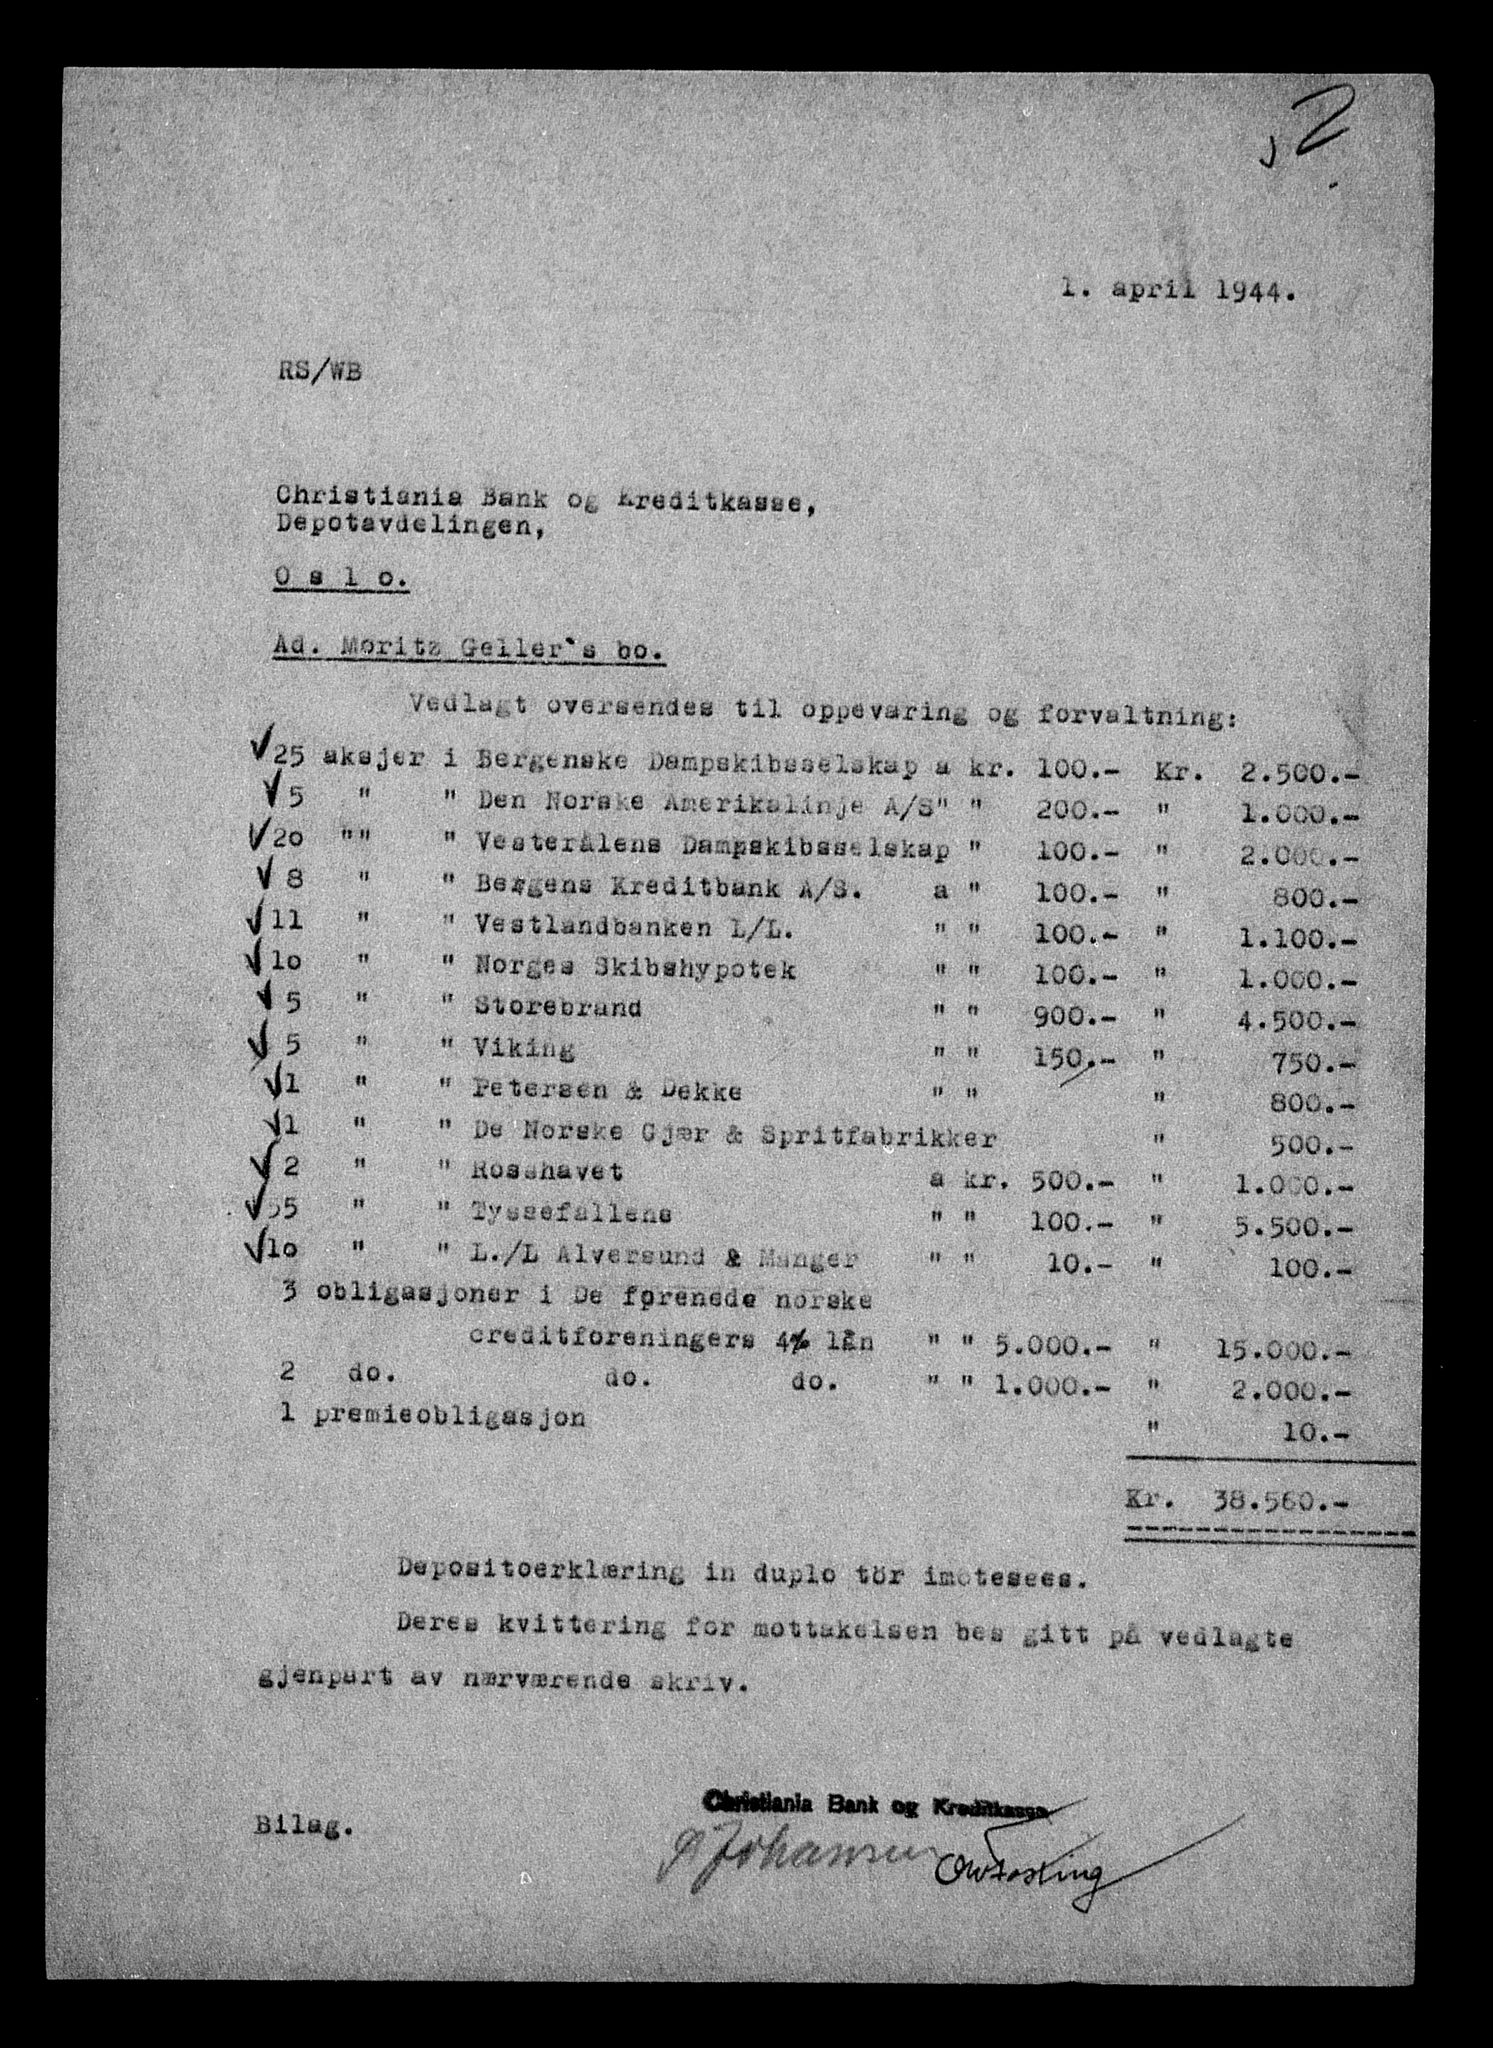 2
1. april 1944.
RS/WB
Christiania Bank og Kreditkasse,
Depotavdelingen,
O s l o.
Ad. Moritz Geller`s bo.
Vedlagt oversendes til oppevaring og forvaltning:
√25 aksjer i Bergenske Dampskibsselskap a kr. 100.- Kr. 2.500.-
√5 " " Den Norske Amerikalinje A/S" " 200.- " 1.000.-
√20 "" " Vesterålens Dampskibsselskap " 100.- " 2.000.-
√8 " " Bergens Kreditbank A/S. a " 100.- " 800.-
√11 " " Vestlandbanken L/L. " " 100.- " 1.100.-
√10 " " Norges Skibshypotek " " 100.- " 1.000.-
√5 " " Storebrand " " 900.- " 4.500.-
√5 " " Viking " " 150.- " 750.-
√1 " " Petersen & Dekke " " " 800.-
√1 " " De Norske Gjær & Spritfabrikker " 500.-
√2 " " Rosshavet a kr. 500.- " 1.000.-
√55 " " Tyssefallens " " 100.- " 5.500.-
√10 " " L./L Alversund & Manger " " 10.- " 100.-
3 obligasjoner i De førenede norske
creditforeningers 4% lån " " 5.000.- " 15.000.-
2 do. do. do. " " 1.000.- " 2.000.-
1 premieobligasjon " 10.-
Kr. 38.560.-
Depositoerklæring in duplo tör imotesees.
Deres kvittering for mottakelsen bes gitt på vedlagte
gjenpart av nærværende skriv.
Christiania Bank og Kreditkasse
Bilag.
Johansen